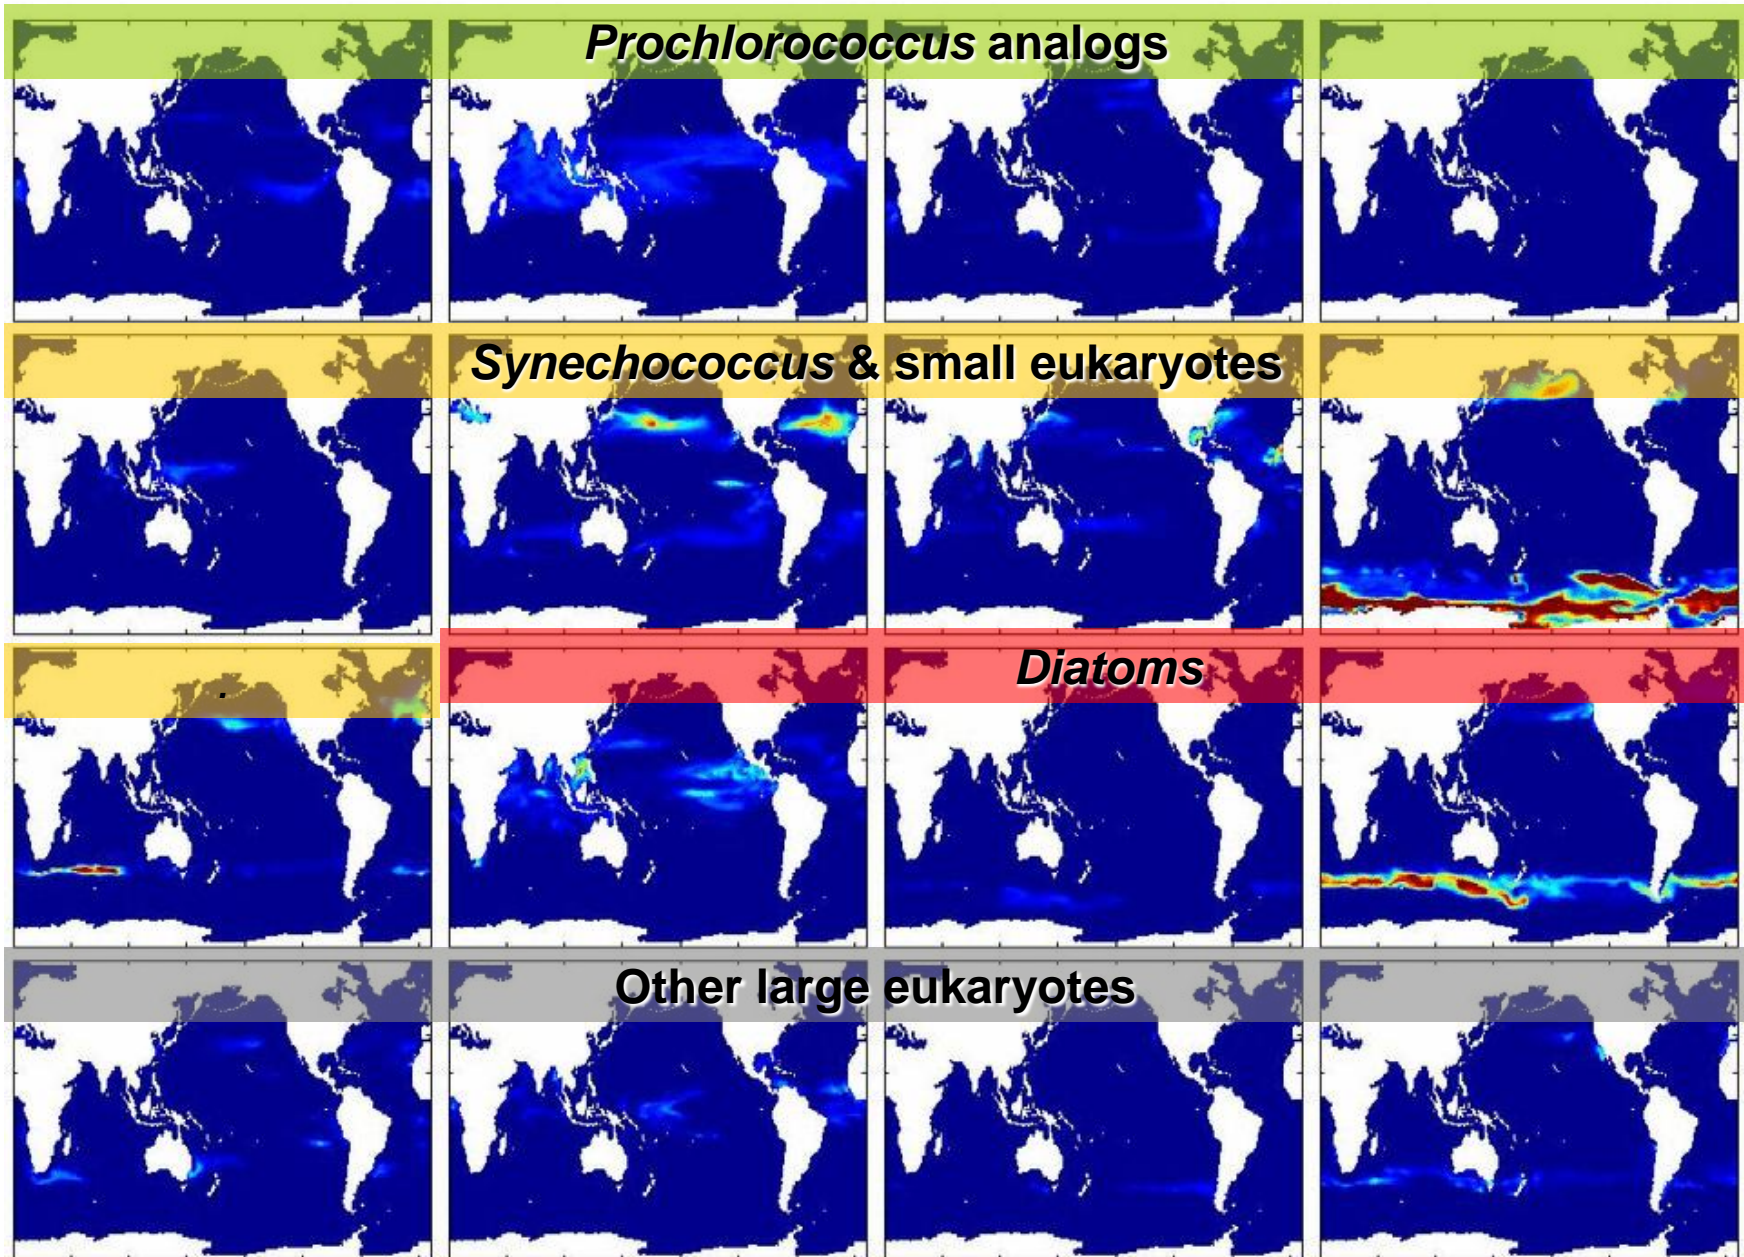 Prochlorococcus analogs
Synechococcus & small eukaryotes
.
Diatoms
Other large eukaryotes